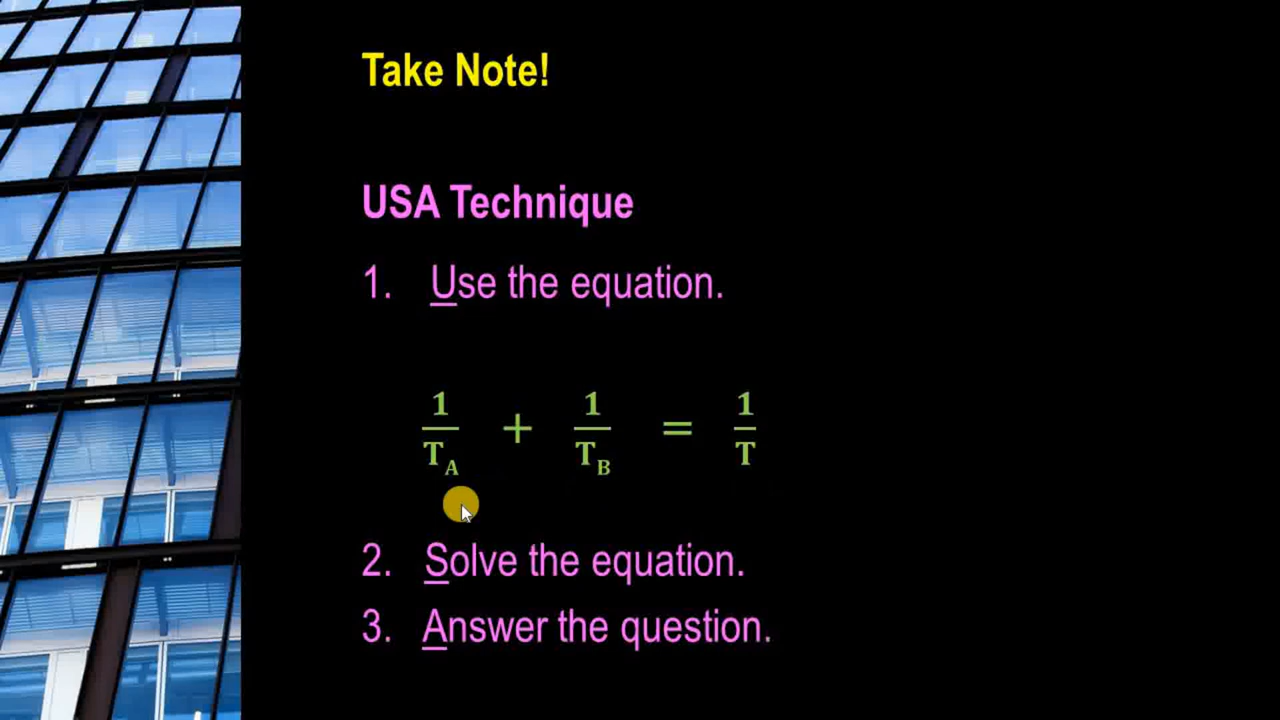 Take Note!
USA Technique
1. Use the equation.
1/T_A + 1/T_B = 1/T
2. Solve the equation.
3. Answer the question.